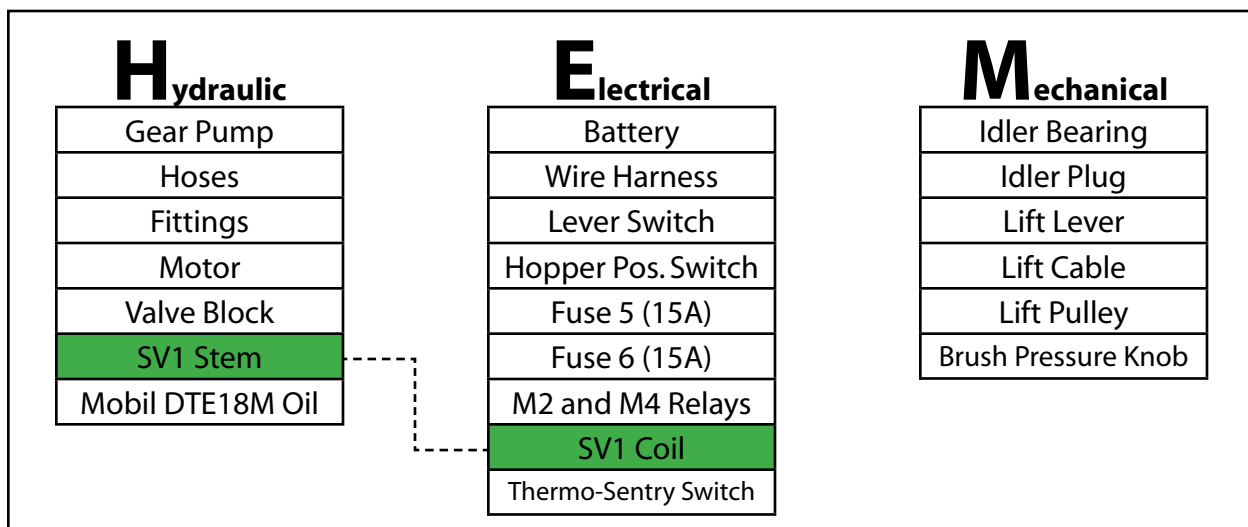 Hydraulic
Gear Pump
Hoses
Fittings
Motor
Valve Block
SV1 Stem
Mobil DTE18M Oil
Electrical
Battery
Wire Harness
Lever Switch
Hopper Pos. Switch
Fuse 5 (15A)
Fuse 6 (15A)
M2 and M4 Relays
SV1 Coil
Thermo-Sentry Switch
Mechanical
Idler Bearing
Idler Plug
Lift Lever
Lift Cable
Lift Pulley
Brush Pressure Knob